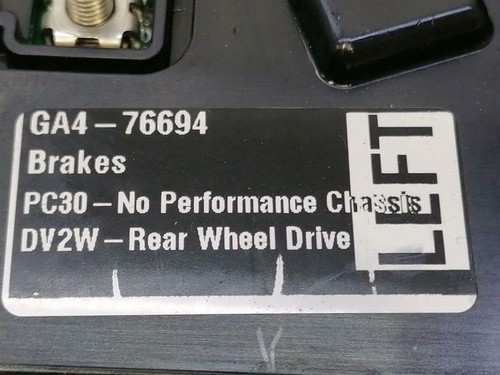 GA4-76694
Brakes
PC30-No Performance Chassis
DV2W-Rear Wheel Drive
LEFT